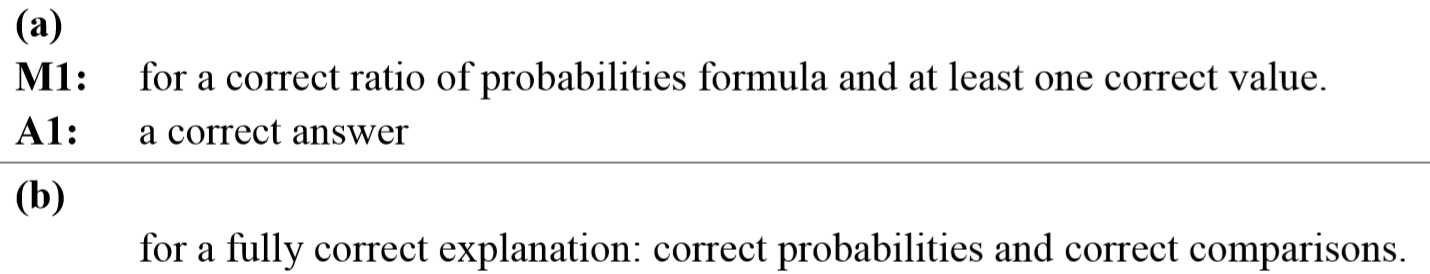 (a)
M1: for a correct ratio of probabilities formula and at least one correct value.
A1: a correct answer
(b)
for a fully correct explanation: correct probabilities and correct comparisons.